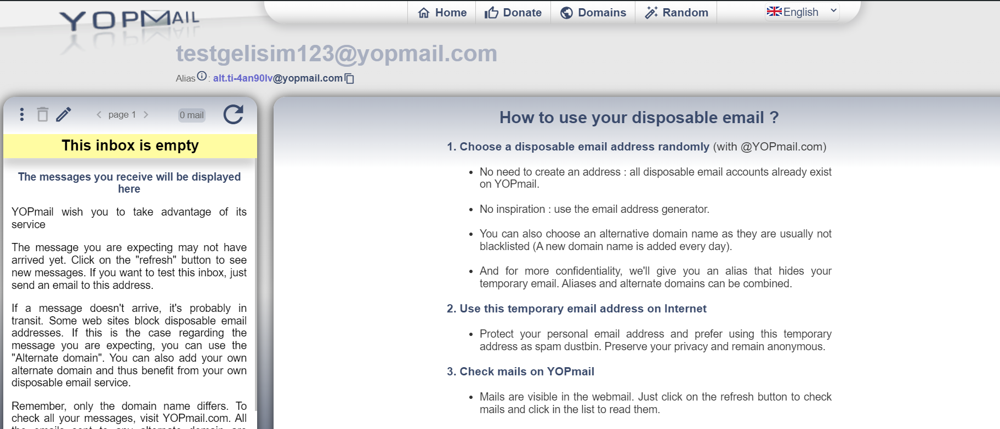 YOPMAIL
Home
Donate
Domains
Random
English
testgelisim123@yopmail.com
Alias : alt.ti-4an90lv@yopmail.com
page 1
0 mail
This inbox is empty
The messages you receive will be displayed
here
YOPmail wish you to take advantage of its
service
The message you are expecting may not have
arrived yet. Click on the "refresh" button to see
new messages. If you want to test this inbox, just
send an email to this address.
If a message doesn't arrive, it's probably in
transit. Some web sites block disposable email
addresses. If this is the case regarding the
message you are expecting, you can use the
"Alternate domain". You can also add your own
alternate domain and thus benefit from your own
disposable email service.
Remember, only the domain name differs. To
check all your messages, visit YOPmail.com. All
the emails sent to any alternate domain are
How to use your disposable email ?
1. Choose a disposable email address randomly (with @YOPmail.com)
• No need to create an address : all disposable email accounts already exist
on YOPmail.
• No inspiration : use the email address generator.
• You can also choose an alternative domain name as they are usually not
blacklisted (A new domain name is added every day).
• And for more confidentiality, we'll give you an alias that hides your
temporary email. Aliases and alternate domains can be combined.
2. Use this temporary email address on Internet
• Protect your personal email address and prefer using this temporary
address as spam dustbin. Preserve your privacy and remain anonymous.
3. Check mails on YOPmail
• Mails are visible in the webmail. Just click on the refresh button to check
mails and click in the list to read them.